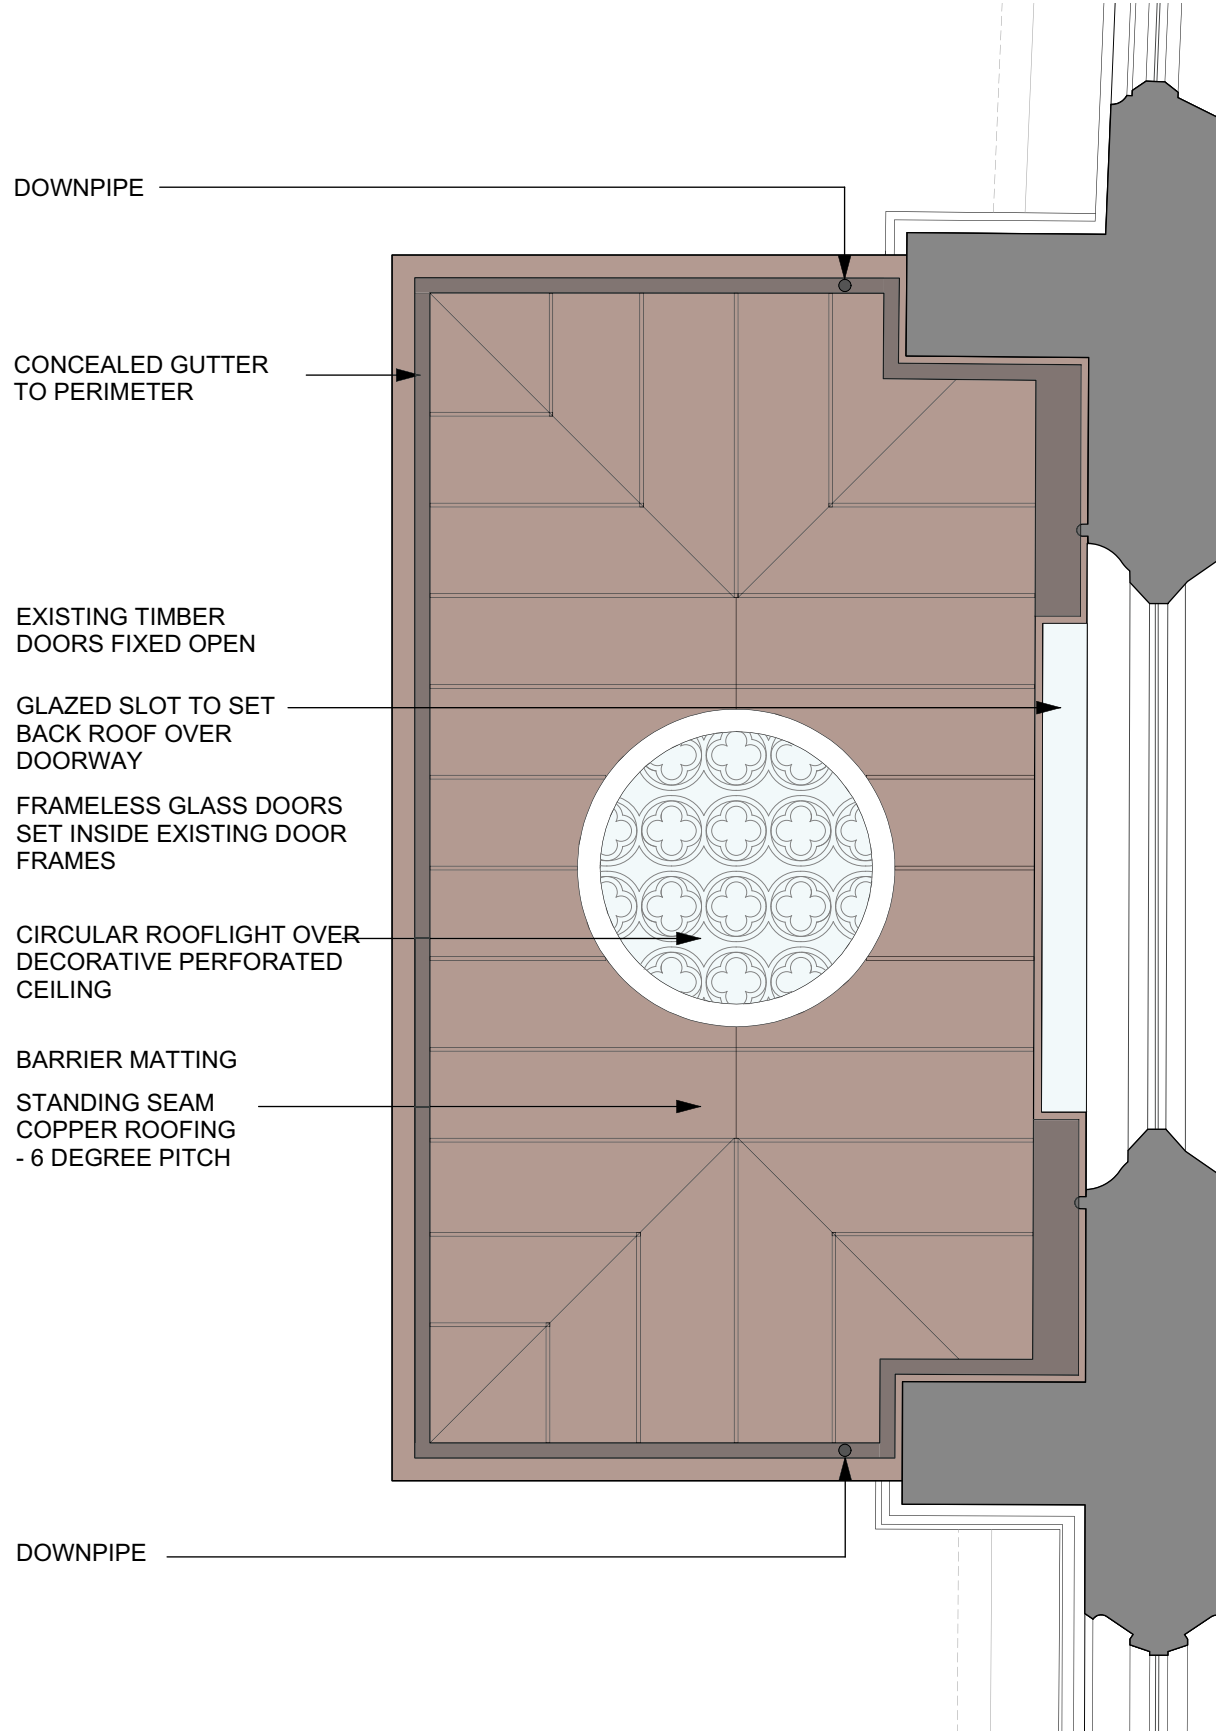 DOWNPIPE
CONCEALED GUTTER
TO PERIMETER
EXISTING TIMBER
DOORS FIXED OPEN
GLAZED SLOT TO SET
BACK ROOF OVER
DOORWAY
FRAMELESS GLASS DOORS
SET INSIDE EXISTING DOOR
FRAMES
CIRCULAR ROOFLIGHT OVER
DECORATIVE PERFORATED
CEILING
BARRIER MATTING
STANDING SEAM
COPPER ROOFING
- 6 DEGREE PITCH
DOWNPIPE